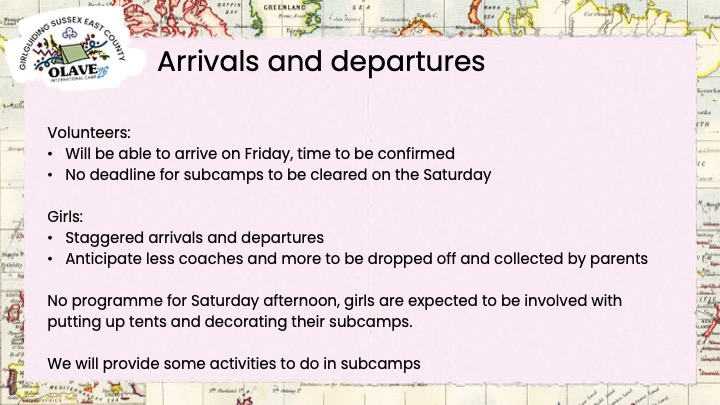 GIRLGUIDING SUSSEX EAST COUNTY
OLAVE 26
INTERNATIONAL CAMP
GREENLAND
SEA
Arrivals and departures
Volunteers:
• Will be able to arrive on Friday, time to be confirmed
• No deadline for subcamps to be cleared on the Saturday
Girls:
• Staggered arrivals and departures
• Anticipate less coaches and more to be dropped off and collected by parents
No programme for Saturday afternoon, girls are expected to be involved with
putting up tents and decorating their subcamps.
We will provide some activities to do in subcamps